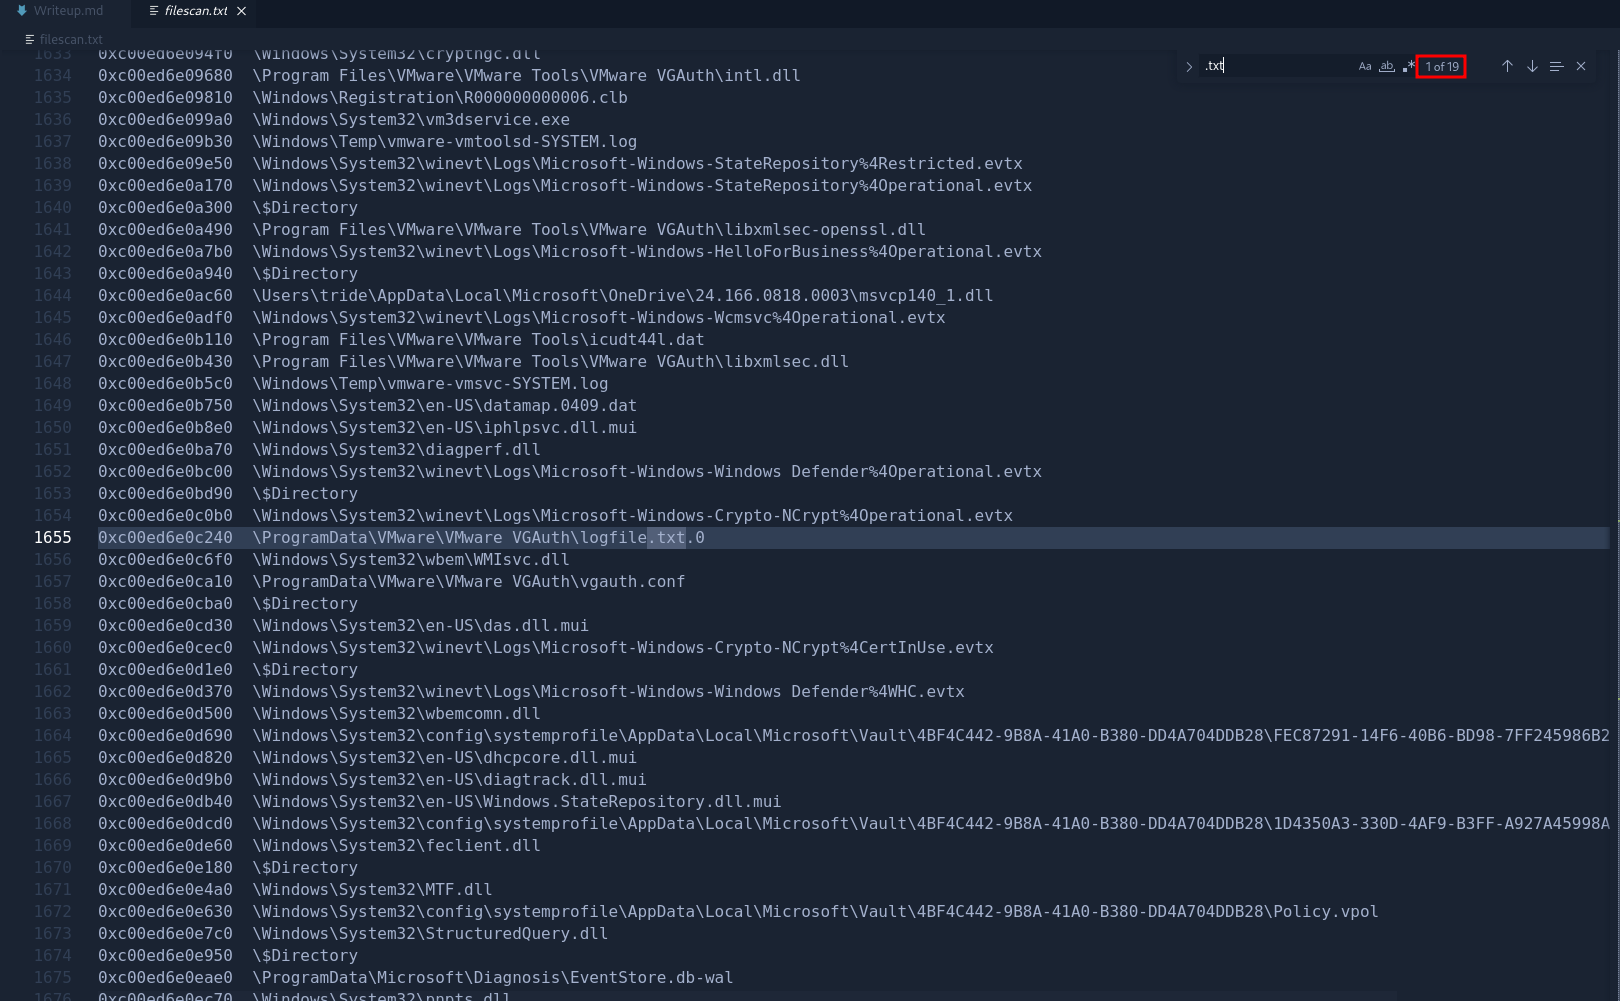 Writeup.md
filescan.txt
filescan.txt
.txt
Aa ab, .* 1 of 19
1633 0xc00ed6e094f0 \Windows\System32\cryptngc.dll
1634 0xc00ed6e09680 \Program Files\VMware\VMware Tools\VMware VGAuth\intl.dll
1635 0xc00ed6e09810 \Windows\Registration\R000000000006.clb
1636 0xc00ed6e099a0 \Windows\System32\vm3dservice.exe
1637 0xc00ed6e09b30 \Windows\Temp\vmware-vmtoolsd-SYSTEM.log
1638 0xc00ed6e09e50 \Windows\System32\winevt\Logs\Microsoft-Windows-StateRepository%4Restricted.evtx
1639 0xc00ed6e0a170 \Windows\System32\winevt\Logs\Microsoft-Windows-StateRepository%4Operational.evtx
1640 0xc00ed6e0a300 \$Directory
1641 0xc00ed6e0a490 \Program Files\VMware\VMware Tools\VMware VGAuth\libxmlsec-openssl.dll
1642 0xc00ed6e0a7b0 \Windows\System32\winevt\Logs\Microsoft-Windows-HelloForBusiness%4Operational.evtx
1643 0xc00ed6e0a940 \$Directory
1644 0xc00ed6e0ac60 \Users\tride\AppData\Local\Microsoft\OneDrive\24.166.0818.0003\msvcp140_1.dll
1645 0xc00ed6e0adf0 \Windows\System32\winevt\Logs\Microsoft-Windows-Wcmsvc%4Operational.evtx
1646 0xc00ed6e0b110 \Program Files\VMware\VMware Tools\icudt44l.dat
1647 0xc00ed6e0b430 \Program Files\VMware\VMware Tools\VMware VGAuth\libxmlsec.dll
1648 0xc00ed6e0b5c0 \Windows\Temp\vmware-vmsvc-SYSTEM.log
1649 0xc00ed6e0b750 \Windows\System32\en-US\datamap.0409.dat
1650 0xc00ed6e0b8e0 \Windows\System32\en-US\iphlpsvc.dll.mui
1651 0xc00ed6e0ba70 \Windows\System32\diagperf.dll
1652 0xc00ed6e0bc00 \Windows\System32\winevt\Logs\Microsoft-Windows-Windows Defender%4Operational.evtx
1653 0xc00ed6e0bd90 \$Directory
1654 0xc00ed6e0c0b0 \Windows\System32\winevt\Logs\Microsoft-Windows-Crypto-NCrypt%4Operational.evtx
1655 0xc00ed6e0c240 \ProgramData\VMware\VMware VGAuth\logfile.txt.0
1656 0xc00ed6e0c6f0 \Windows\System32\wbem\WMIsvc.dll
1657 0xc00ed6e0ca10 \ProgramData\VMware\VMware VGAuth\vgauth.conf
1658 0xc00ed6e0cba0 \$Directory
1659 0xc00ed6e0cd30 \Windows\System32\en-US\das.dll.mui
1660 0xc00ed6e0cec0 \Windows\System32\winevt\Logs\Microsoft-Windows-Crypto-NCrypt%4CertInUse.evtx
1661 0xc00ed6e0d1e0 \$Directory
1662 0xc00ed6e0d370 \Windows\System32\winevt\Logs\Microsoft-Windows-Windows Defender%4WHC.evtx
1663 0xc00ed6e0d500 \Windows\System32\wbemcomn.dll
1664 0xc00ed6e0d690 \Windows\System32\config\systemprofile\AppData\Local\Microsoft\Vault\4BF4C442-9B8A-41A0-B380-DD4A704DDB28\FEC87291-14F6-40B6-BD98-7FF245986B2
1665 0xc00ed6e0d820 \Windows\System32\en-US\dhcpcore.dll.mui
1666 0xc00ed6e0d9b0 \Windows\System32\en-US\diagtrack.dll.mui
1667 0xc00ed6e0db40 \Windows\System32\en-US\Windows.StateRepository.dll.mui
1668 0xc00ed6e0dcd0 \Windows\System32\config\systemprofile\AppData\Local\Microsoft\Vault\4BF4C442-9B8A-41A0-B380-DD4A704DDB28\1D4350A3-330D-4AF9-B3FF-A927A45998A
1669 0xc00ed6e0de60 \Windows\System32\feclient.dll
1670 0xc00ed6e0e180 \$Directory
1671 0xc00ed6e0e4a0 \Windows\System32\MTF.dll
1672 0xc00ed6e0e630 \Windows\System32\config\systemprofile\AppData\Local\Microsoft\Vault\4BF4C442-9B8A-41A0-B380-DD4A704DDB28\Policy.vpol
1673 0xc00ed6e0e7c0 \Windows\System32\StructuredQuery.dll
1674 0xc00ed6e0e950 \$Directory
1675 0xc00ed6e0eae0 \ProgramData\Microsoft\Diagnosis\EventStore.db-wal
1676 0xc00ed6e0ec70 \Windows\System32\pnpts.dll